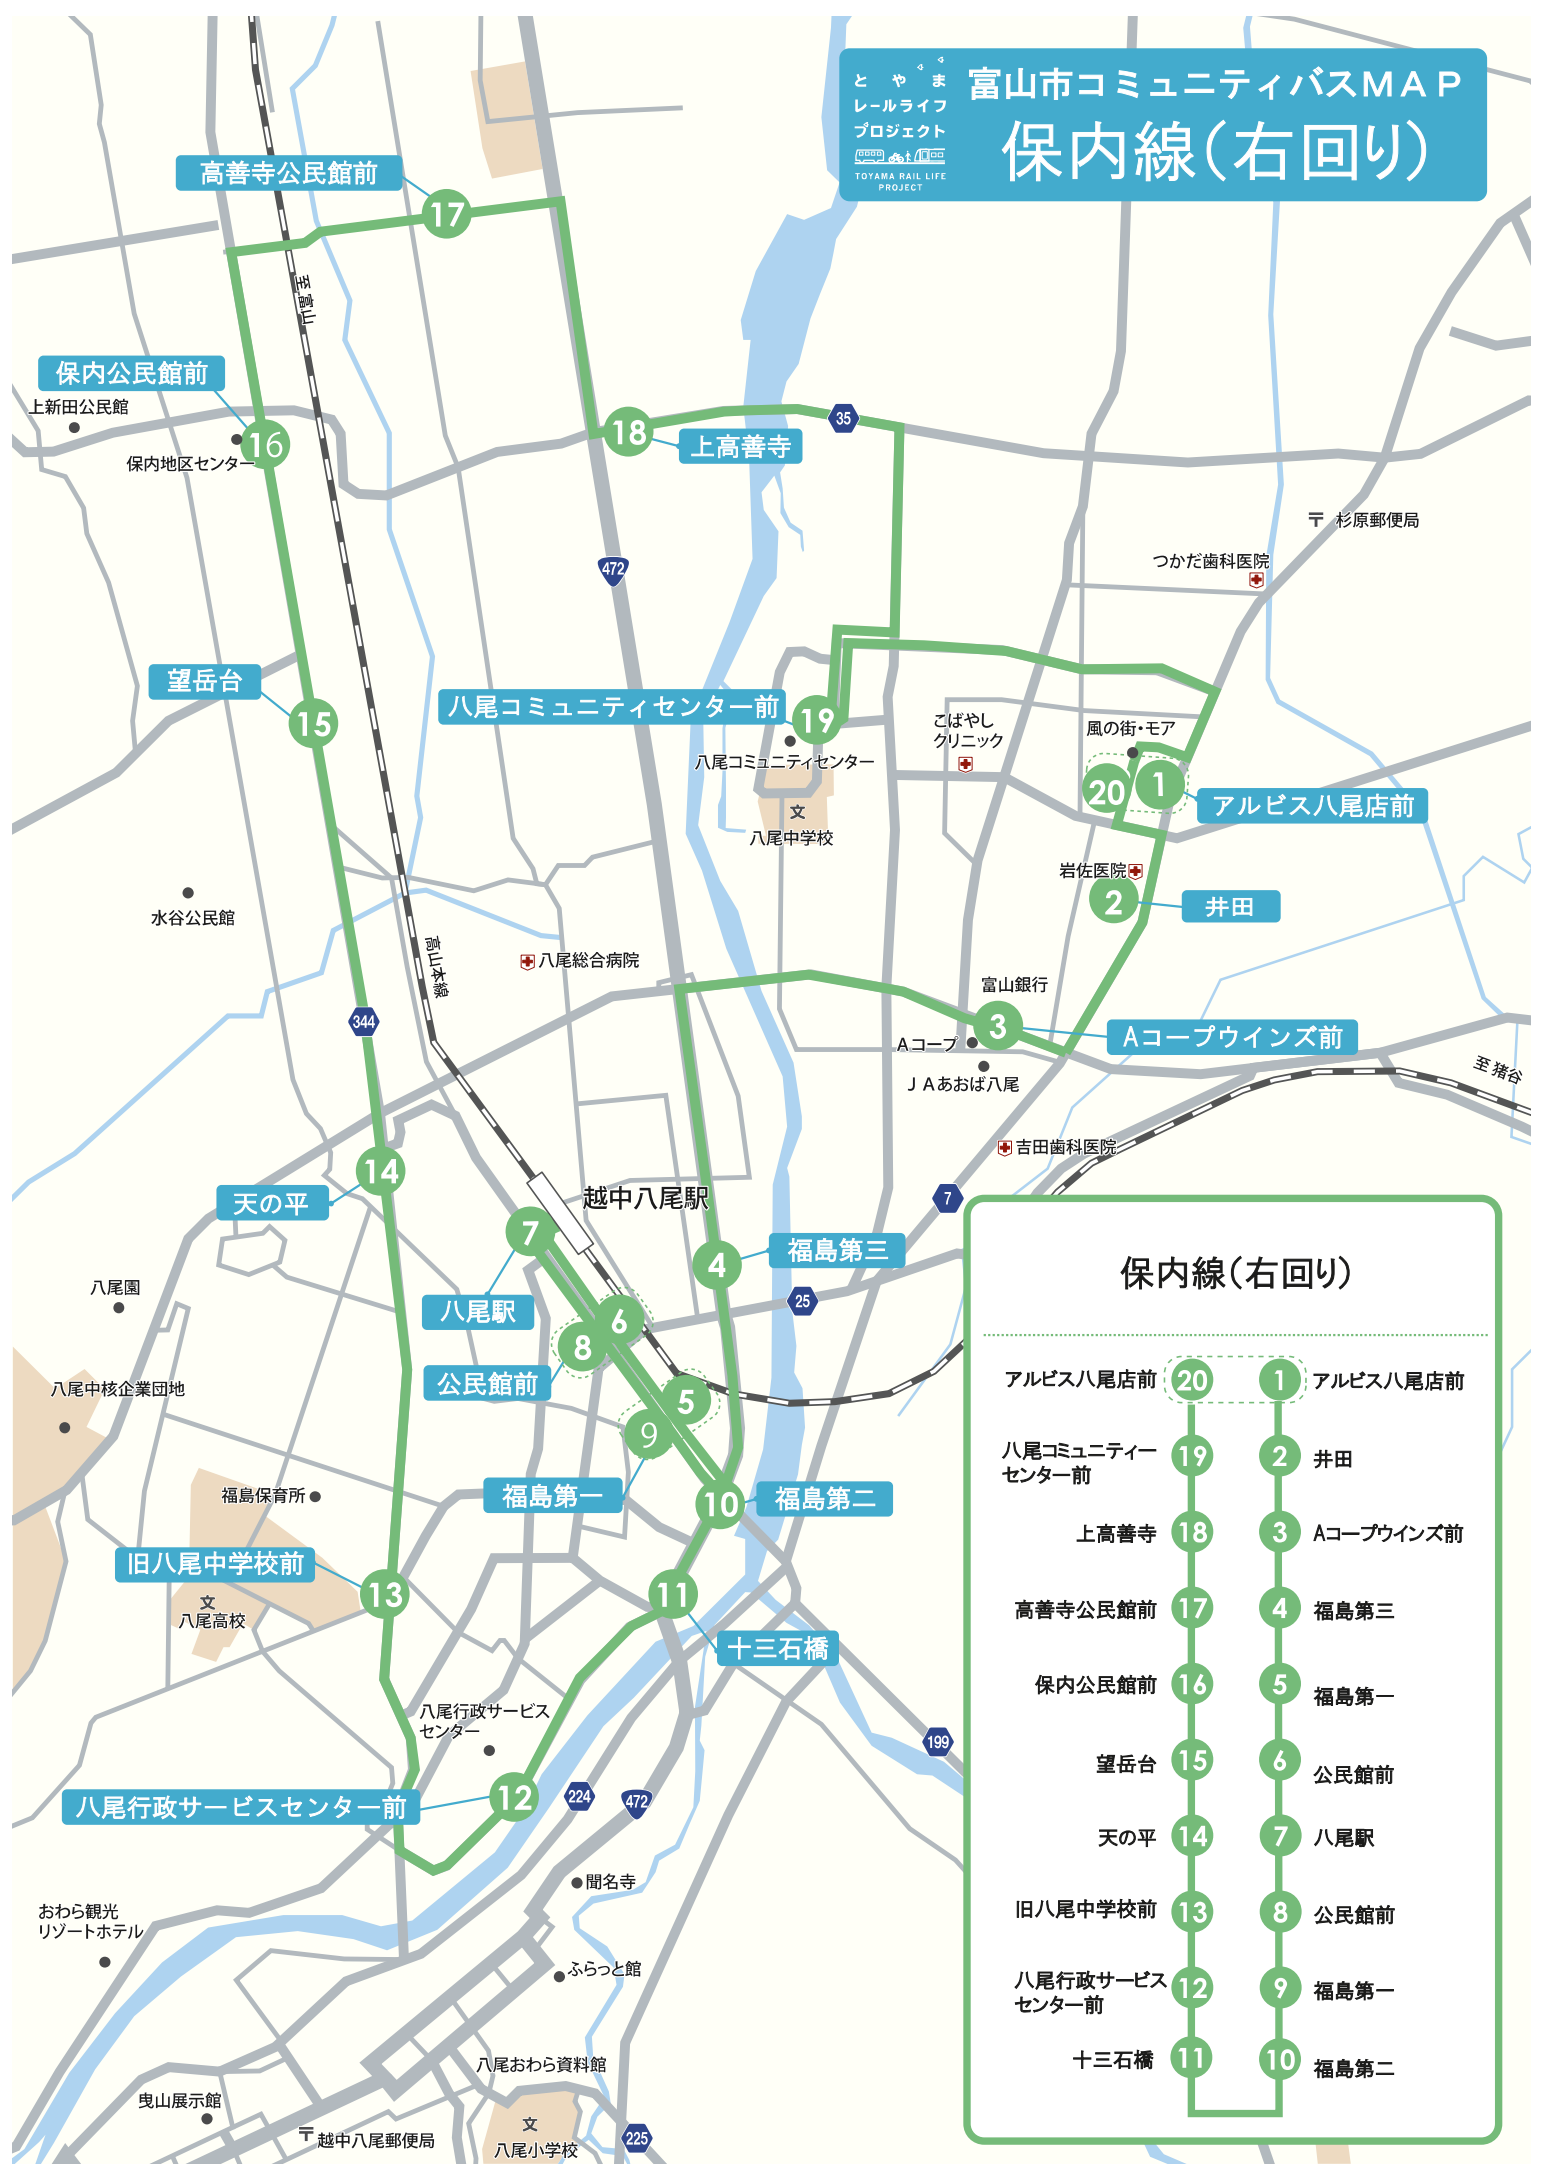 とやま
レールライフ
プロジェクト
TOYAMA RAIL LIFE
PROJECT
富山市コミュニティバスMAP
保内線(右回り)
高善寺公民館前
17
至 富山
保内公民館前
上新田公民館
16
保内地区センター
18
上高善寺
35
〒 杉原郵便局
つかだ歯科医院
472
望岳台
15
八尾コミュニティセンター前
19
八尾コミュニティセンター
文
八尾中学校
こばやし
クリニック
風の街・モア
20
1
アルビス八尾店前
岩佐医院
2
井田
水谷公民館
高山本線
八尾総合病院
富山銀行
3
Aコープ
Aコープウインズ前
JAあおば八尾
至 猪谷
344
吉田歯科医院
14
天の平
越中八尾駅
7
7
4
福島第三
25
八尾園
八尾駅
6
8
公民館前
八尾中核企業団地
5
9
福島第一
10
福島第二
福島保育所
旧八尾中学校前
13
文
八尾高校
11
十三石橋
八尾行政サービス
センター
199
八尾行政サービスセンター前
12
224
472
聞名寺
おわら観光
リゾートホテル
ふらっと館
八尾おわら資料館
曳山展示館
〒 越中八尾郵便局
文
八尾小学校
225
保内線(右回り)
アルビス八尾店前 20 1 アルビス八尾店前
八尾コミュニティー
センター前 19 2 井田
上高善寺 18 3 Aコープウインズ前
高善寺公民館前 17 4 福島第三
保内公民館前 16 5 福島第一
望岳台 15 6 公民館前
天の平 14 7 八尾駅
旧八尾中学校前 13 8 公民館前
八尾行政サービス
センター前 12 9 福島第一
十三石橋 11 10 福島第二